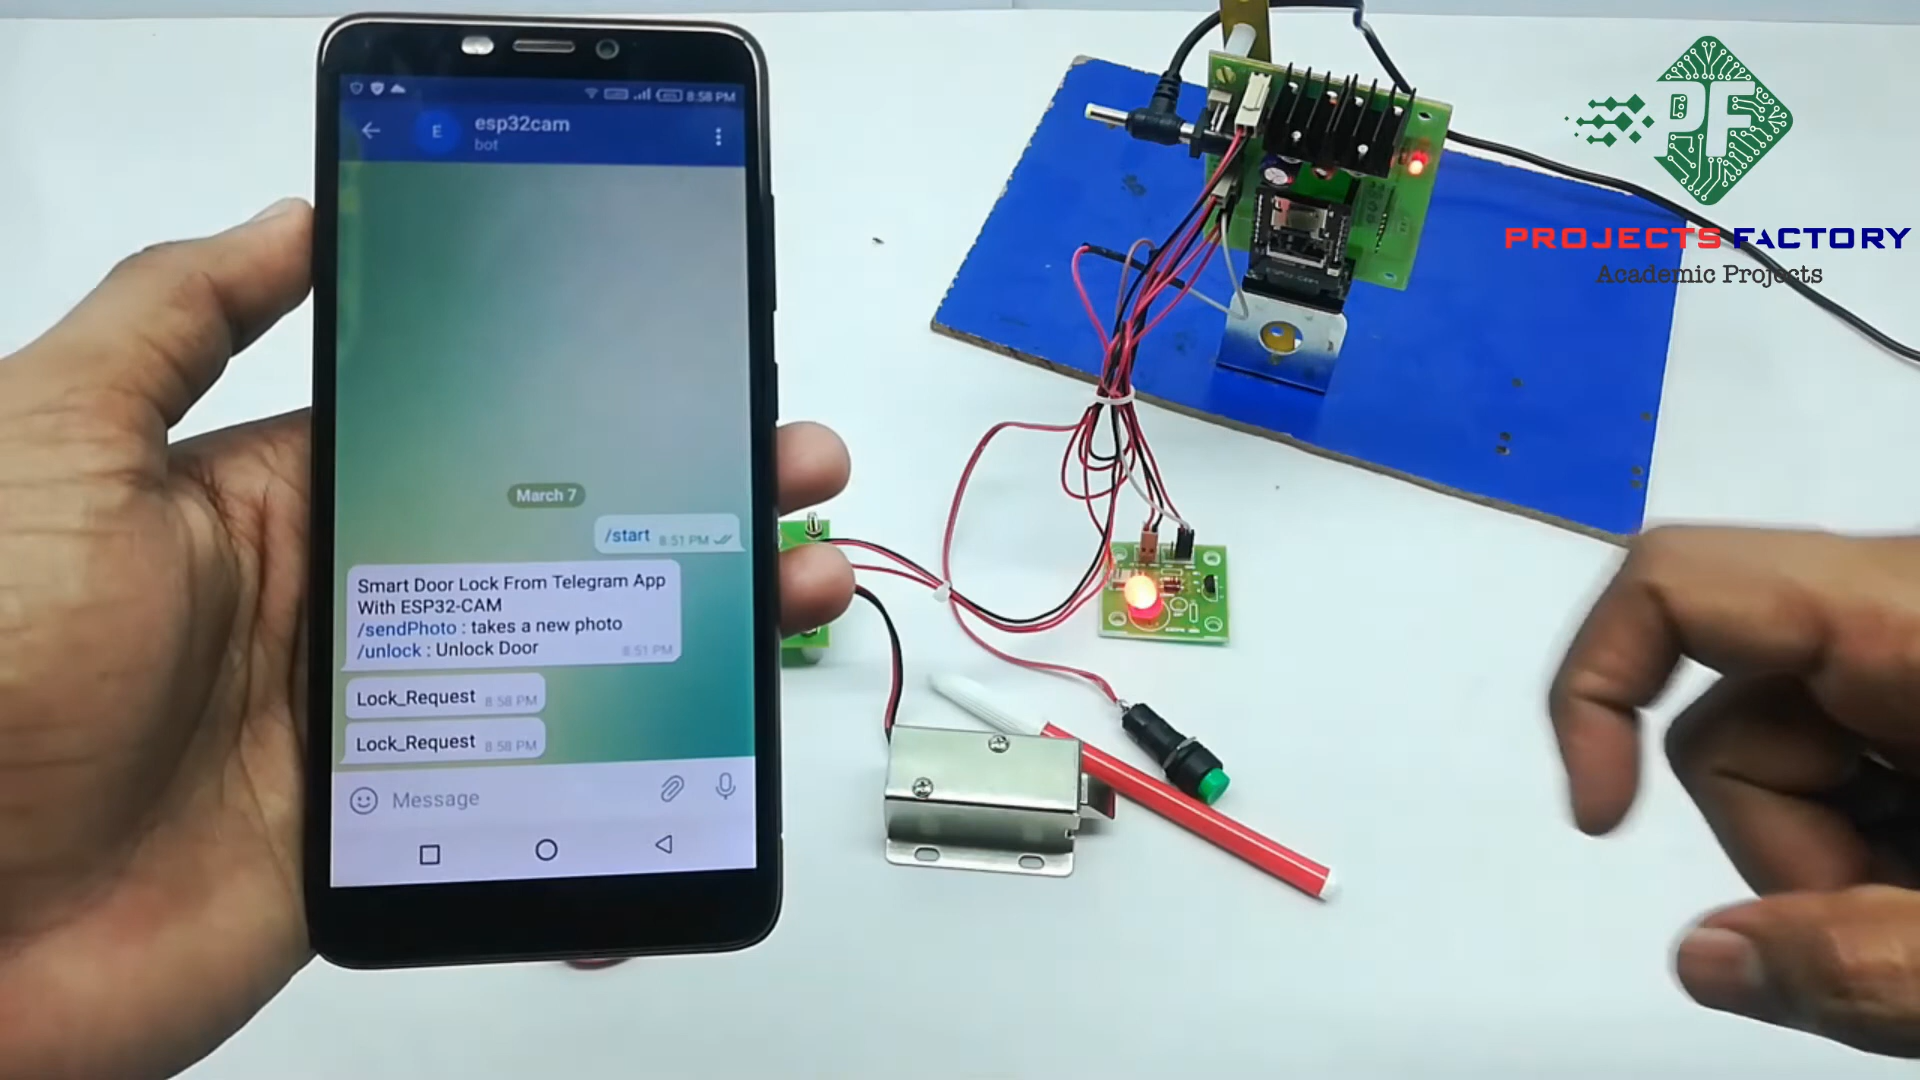 8:58 PM
E
esp32cam
bot
March 7
/start 8:51 PM
Smart Door Lock From Telegram App
With ESP32-CAM
/sendPhoto : takes a new photo
/unlock : Unlock Door 8:51 PM
Lock_Request 8:58 PM
Lock_Request 8:58 PM
Message
PF
PROJECTS FACTORY
Academic Projects